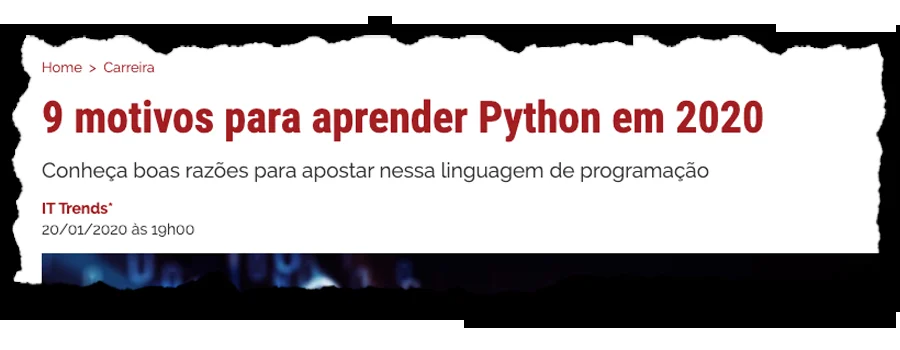 Home > Carreira
9 motivos para aprender Python em 2020
Conheça boas razões para apostar nessa linguagem de programação
IT Trends*
20/01/2020 às 19h00